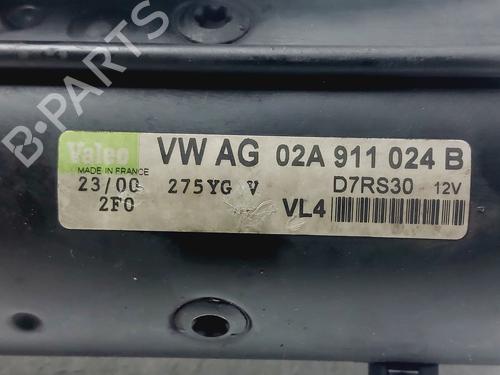 B-Parts
Valeo
VW AG 02A 911 024 B
MADE IN FRANCE
23/00 275YG V D7RS30 12V
2F0 VL4